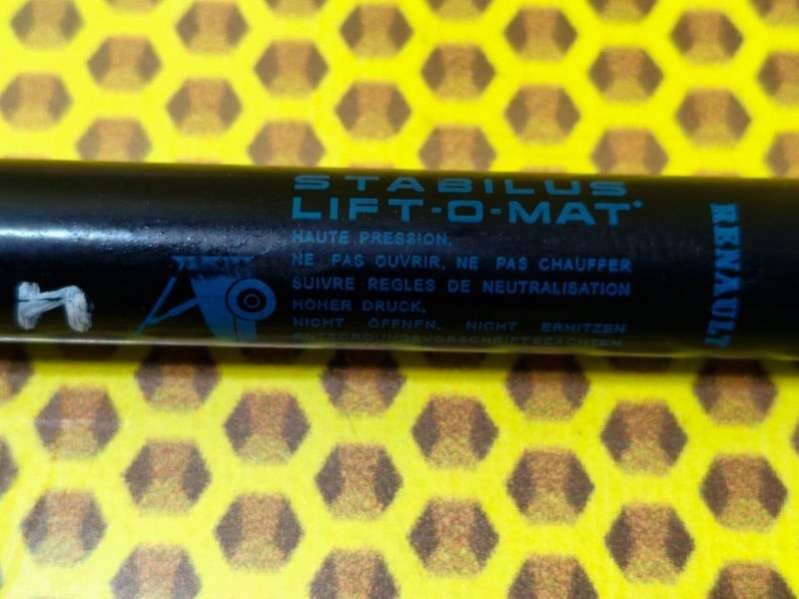 STABILUS
LIFT-O-MAT
HAUTE PRESSION.
NE PAS OUVRIR, NE PAS CHAUFFER
SUIVRE REGLES DE NEUTRALISATION
HOHER DRUCK,
NICHT ÖFFNEN, NICHT ERHITZEN
RENAULT